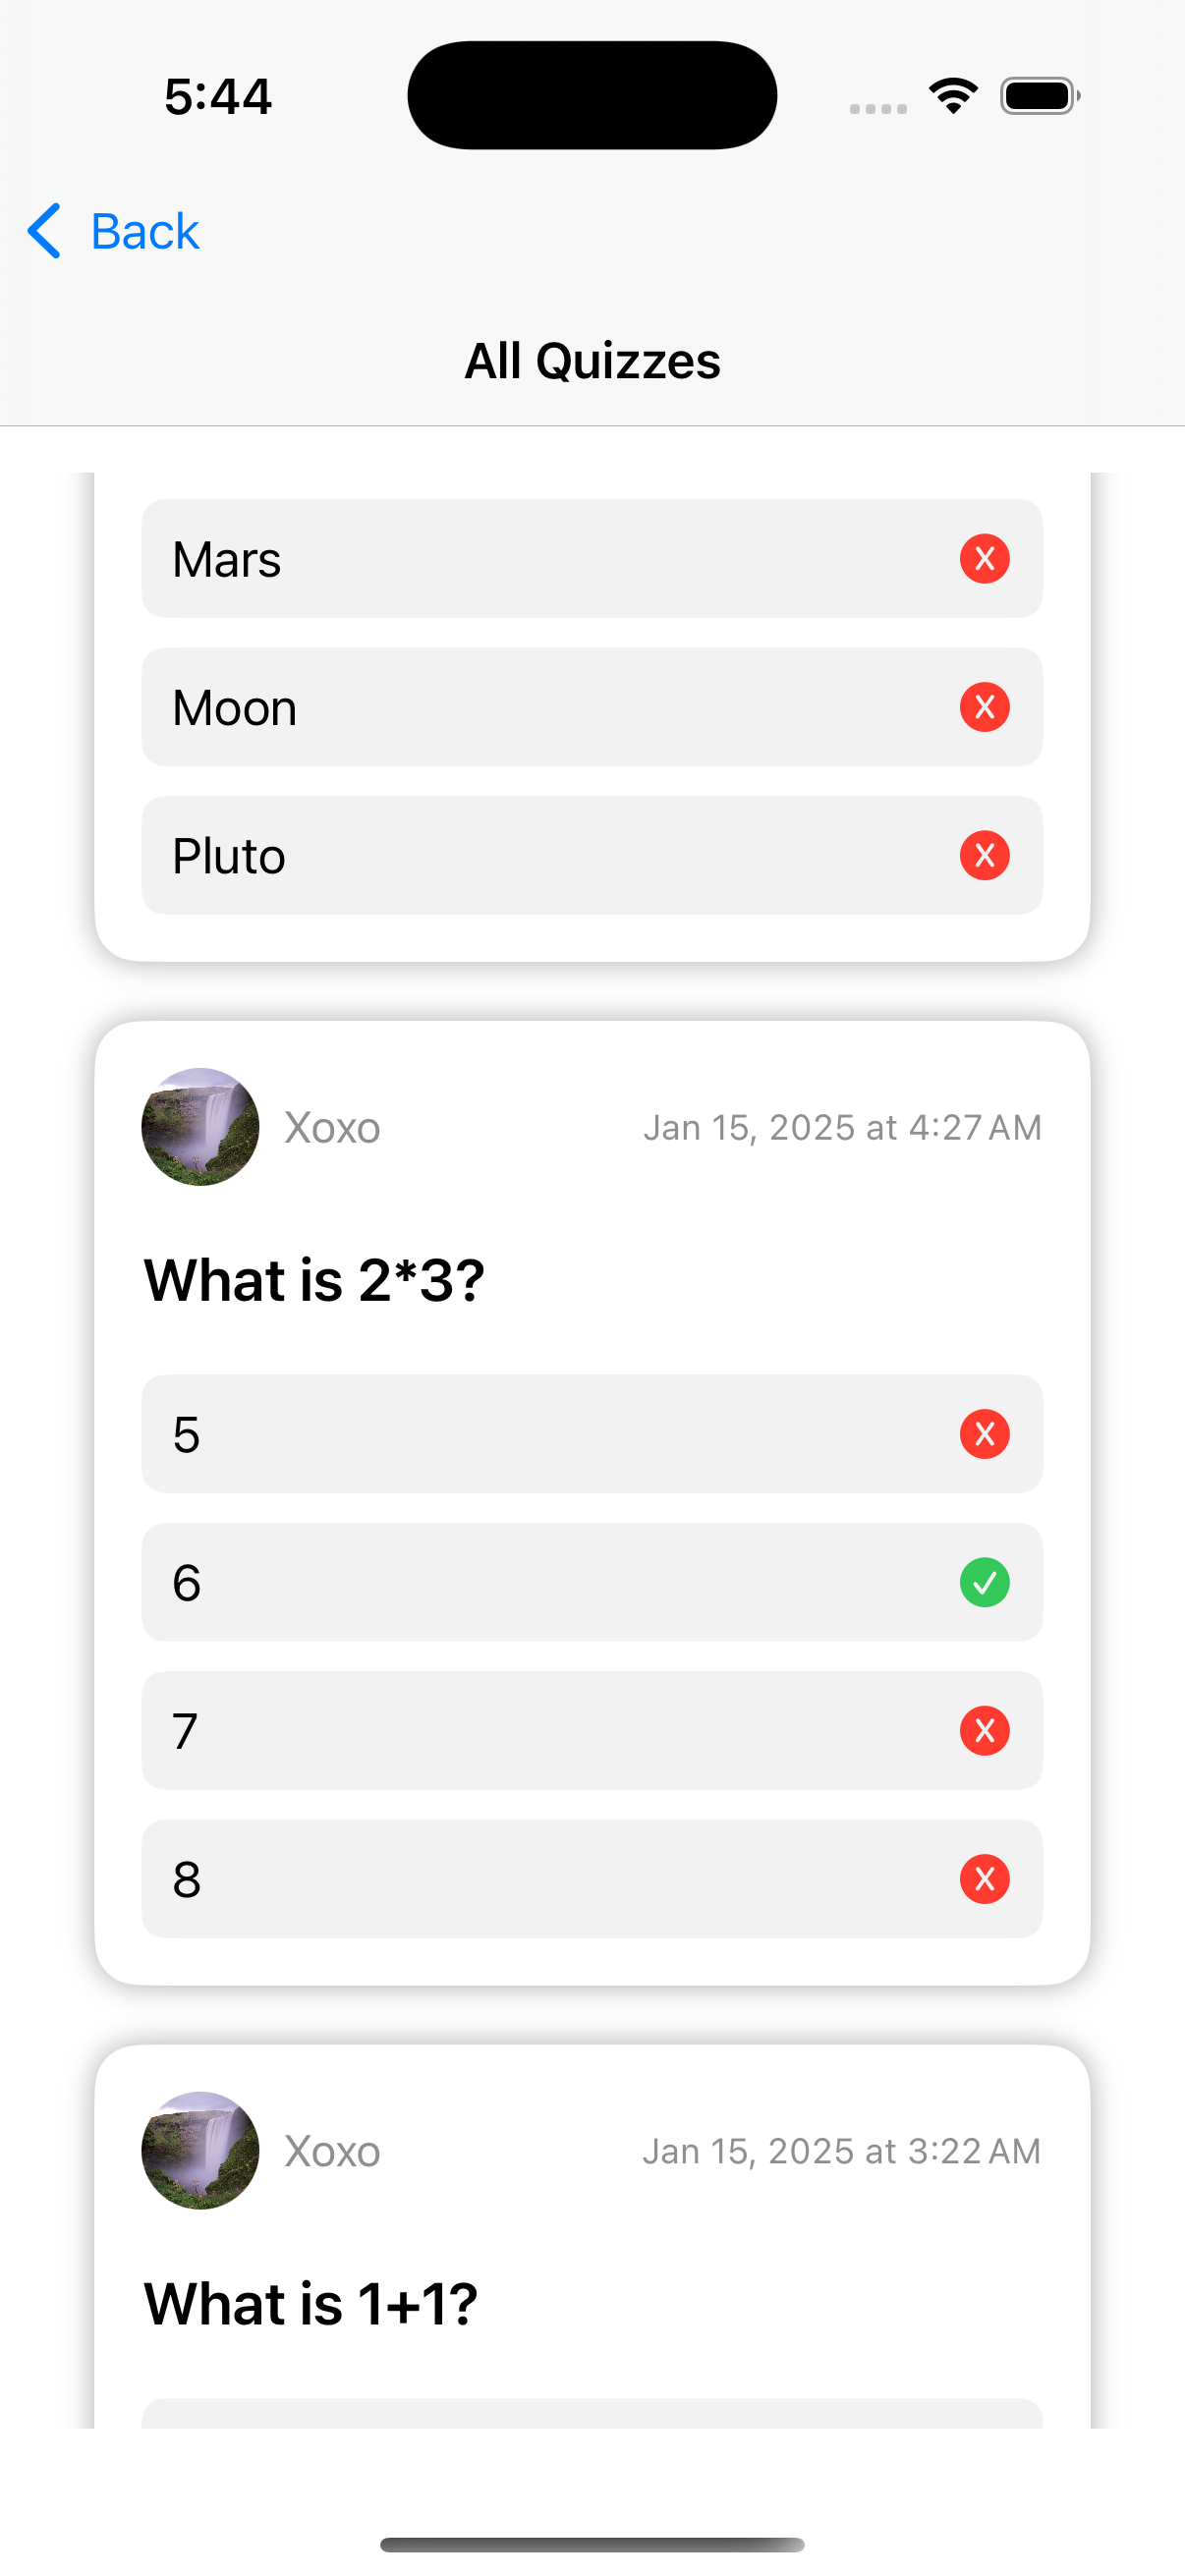 5:44
Back
All Quizzes
Mars
Moon
Pluto
Xoxo
Jan 15, 2025 at 4:27 AM
What is 2*3?
5
6
7
8
Xoxo
Jan 15, 2025 at 3:22 AM
What is 1+1?